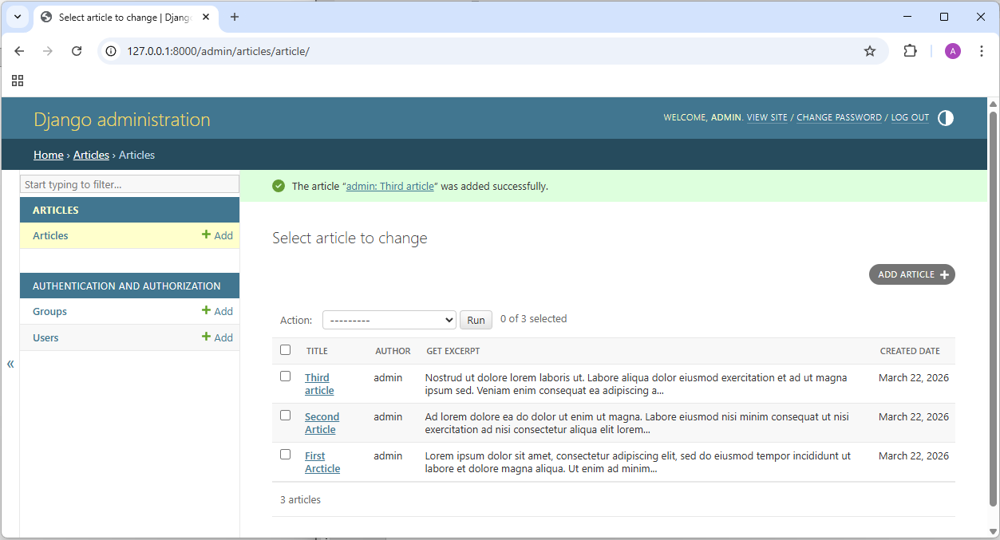 Select article to change | Djang
127.0.0.1:8000/admin/articles/article/
A
Django administration
WELCOME, ADMIN. VIEW SITE / CHANGE PASSWORD / LOG OUT
Home › Articles › Articles
Start typing to filter...
The article “admin: Third article” was added successfully.
ARTICLES
Articles
Add
AUTHENTICATION AND AUTHORIZATION
Groups
Add
Users
Add
«
Select article to change
ADD ARTICLE
Action: --------- Run 0 of 3 selected
TITLE AUTHOR GET EXCERPT CREATED DATE
Third article admin Nostrud ut dolore lorem laboris ut. Labore aliqua dolor eiusmod exercitation et ad ut magna March 22, 2026
ipsum sed. Veniam enim consequat ea adipiscing a...
Second Article admin Ad lorem dolore ea do dolor ut enim ut magna. Labore eiusmod nisi minim consequat ut nisi March 22, 2026
exercitation ad nisi consectetur aliqua elit lorem...
First Arcticle admin Lorem ipsum dolor sit amet, consectetur adipiscing elit, sed do eiusmod tempor incididunt ut March 22, 2026
labore et dolore magna aliqua. Ut enim ad minim...
3 articles